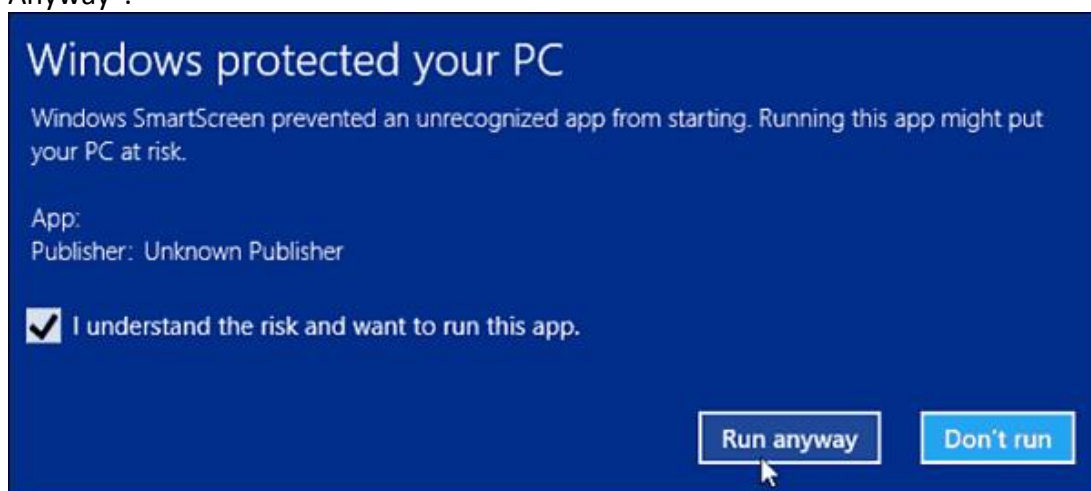 Anyway".
Windows protected your PC
Windows SmartScreen prevented an unrecognized app from starting. Running this app might put
your PC at risk.
App:
Publisher: Unknown Publisher
I understand the risk and want to run this app.
Run anyway
Don't run